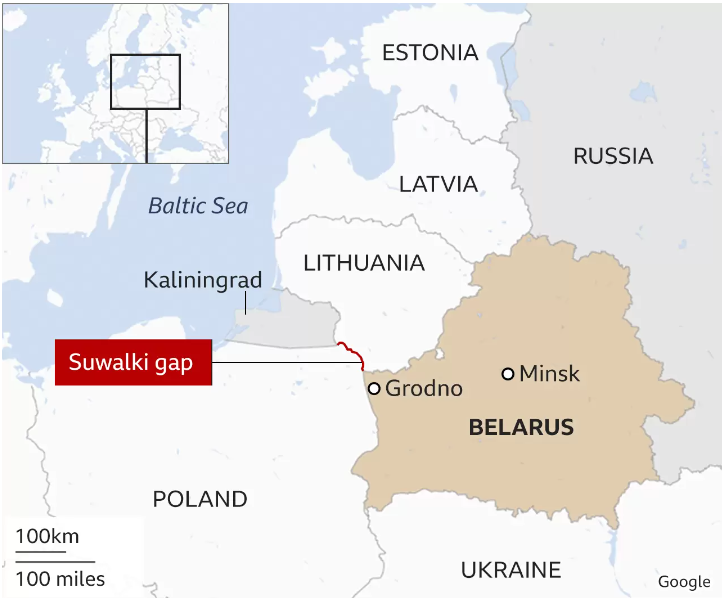 ESTONIA
RUSSIA
LATVIA
Baltic Sea
LITHUANIA
Kaliningrad
Suwalki gap
Minsk
Grodno
BELARUS
POLAND
100km
100 miles
UKRAINE
Google